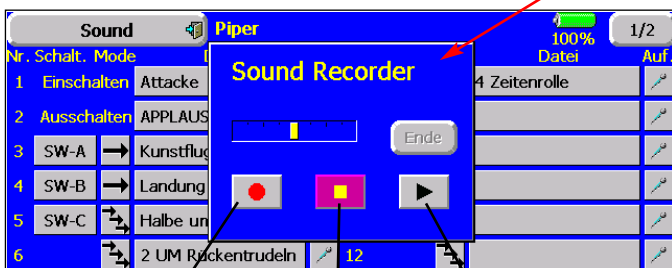 Sound Piper 100% 1/2
Nr. Schalt. Mode Datei Auf.
1 Einschalten Attacke 4 Zeitenrolle
2 Ausschalten APPLAUS
3 SW-A Kunstflug
4 SW-B Landung
5 SW-C Halbe un
6 2 UM Rückentrudeln 12
Sound Recorder
Ende